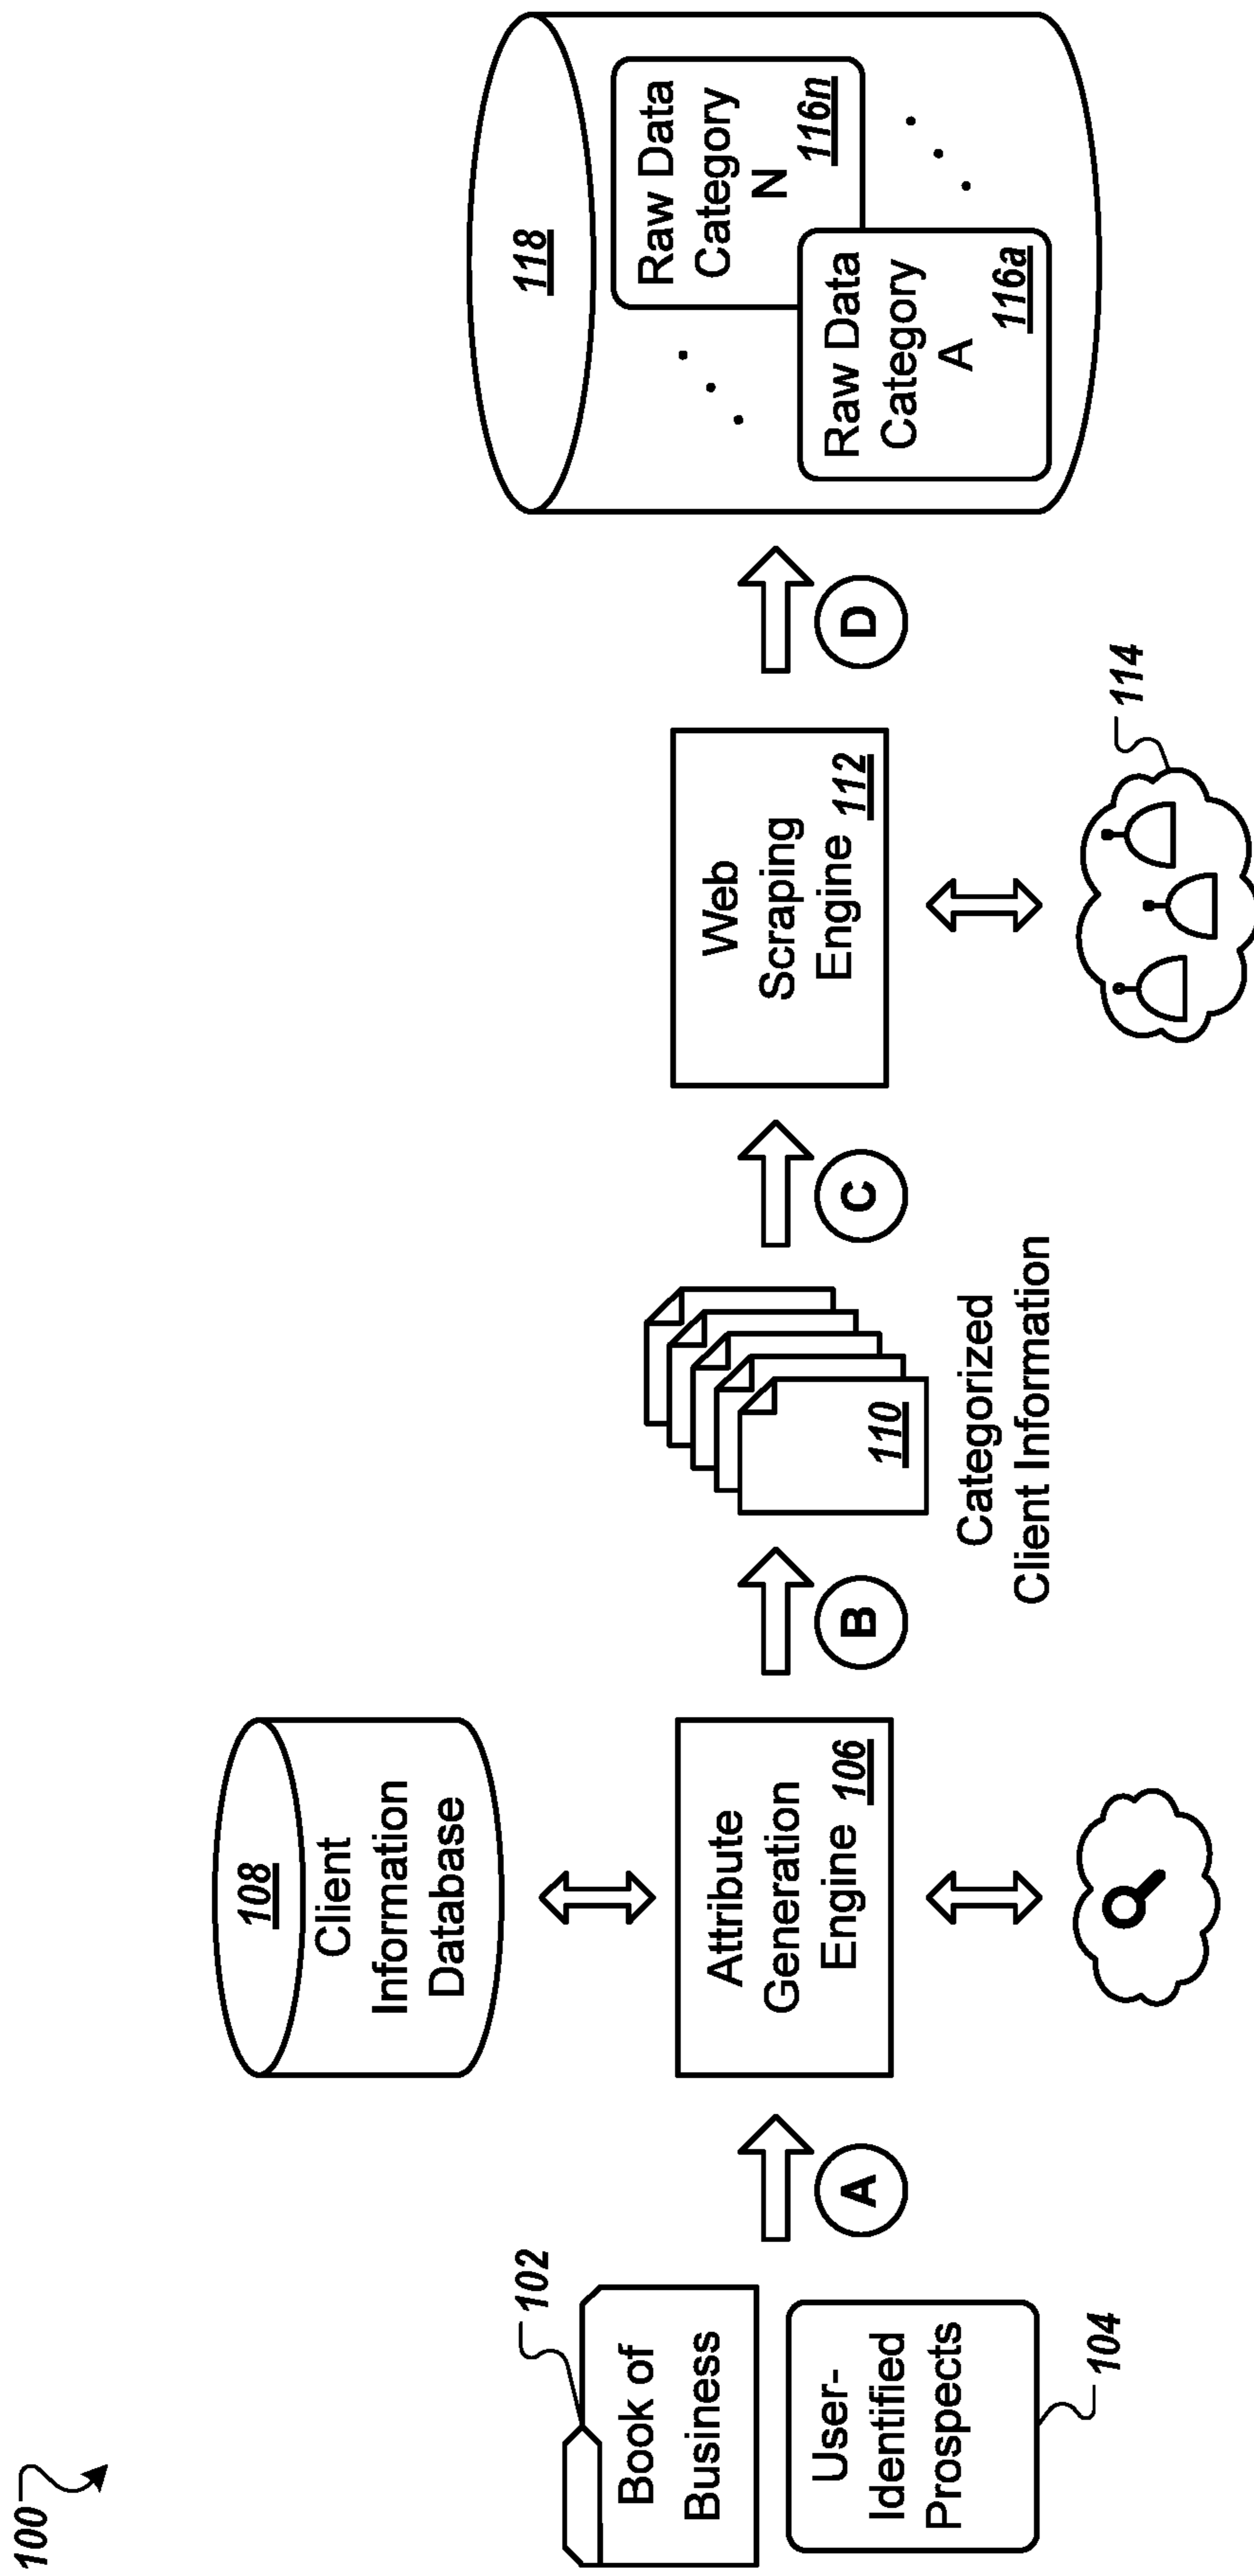 100
102
Book of
Business
User-
Identified
Prospects
104
A
108
Client
Information
Database
Attribute
Generation
Engine 106
B
110
Categorized
Client Information
C
Web
Scraping
Engine 112
114
D
118
Raw Data
Category
N
116n
Raw Data
Category
A
116a